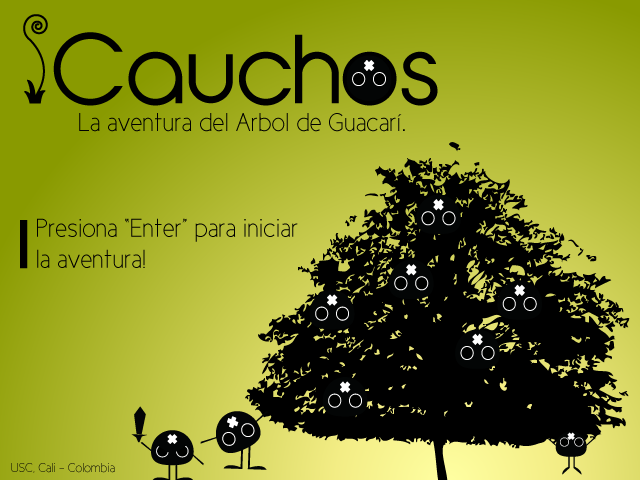 Cauchos
La aventura del Arbol de Guacarí.
Presiona "Enter" para iniciar
la aventura!
USC, Cali - Colombia